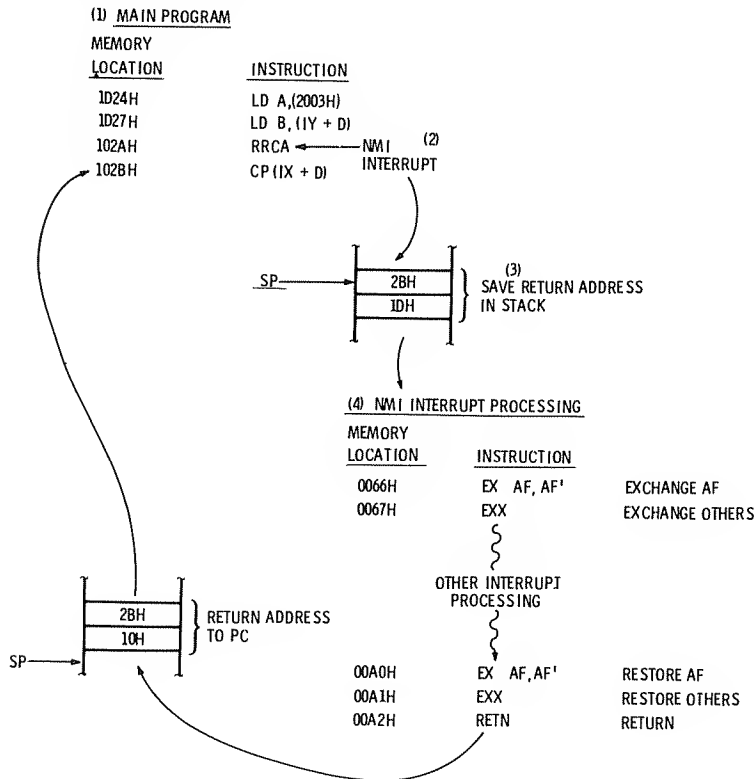 (1) MAIN PROGRAM
MEMORY
LOCATION INSTRUCTION
1D24H LD A,(2003H)
1D27H LD B, (IY + D)
102AH RRCA NMI (2)
INTERRUPT
102BH CP (IX + D)
(3)
SP 2BH SAVE RETURN ADDRESS
1DH IN STACK
(4) NMI INTERRUPT PROCESSING
MEMORY
LOCATION INSTRUCTION
0066H EX AF, AF' EXCHANGE AF
0067H EXX EXCHANGE OTHERS
OTHER INTERRUPT
PROCESSING
2BH RETURN ADDRESS
10H TO PC
SP
00A0H EX AF, AF' RESTORE AF
00A1H EXX RESTORE OTHERS
00A2H RETN RETURN